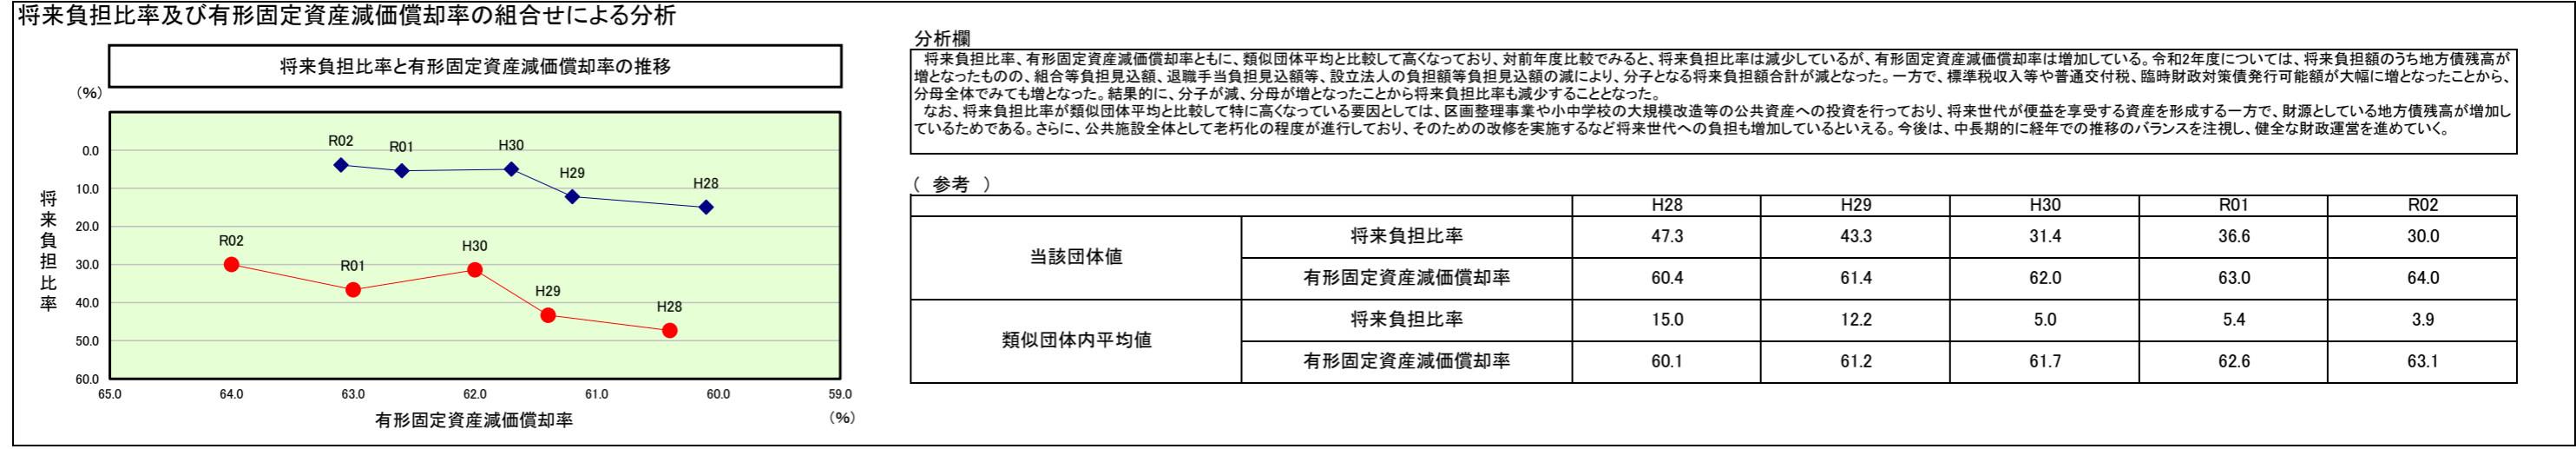 将来負担比率及び有形固定資産減価償却率の組合せによる分析
将来負担比率と有形固定資産減価償却率の推移
(%)
0.0
10.0
20.0
30.0
40.0
50.0
60.0
将来負担比率
R02
R01
H30
H29
H28
R02
R01
H30
H29
H28
65.0
64.0
63.0
62.0
61.0
60.0
59.0
有形固定資産減価償却率
(%)
分析欄
将来負担比率、有形固定資産減価償却率ともに、類似団体平均と比較して高くなっており、対前年度比較でみると、将来負担比率は減少しているが、有形固定資産減価償却率は増加している。令和2年度については、将来負担額のうち地方債残高が
増となったものの、組合等負担見込額、退職手当負担見込額等、設立法人の負担額等負担見込額の減により、分子となる将来負担額合計が減となった。一方で、標準税収入等や普通交付税、臨時財政対策債発行可能額が大幅に増となったことから、
分母全体でみても増となった。結果的に、分子が減、分母が増となったことから将来負担比率も減少することとなった。
なお、将来負担比率が類似団体平均と比較して特に高くなっている要因としては、区画整理事業や小中学校の大規模改造等の公共資産への投資を行っており、将来世代が便益を享受する資産を形成する一方で、財源としている地方債残高が増加し
ているためである。さらに、公共施設全体として老朽化の程度が進行しており、そのための改修を実施するなど将来世代への負担も増加しているといえる。今後は、中長期的に経年での推移のバランスを注視し、健全な財政運営を進めていく。
( 参考 )
H28 H29 H30 R01 R02
当該団体値
将来負担比率 47.3 43.3 31.4 36.6 30.0
有形固定資産減価償却率 60.4 61.4 62.0 63.0 64.0
類似団体内平均値
将来負担比率 15.0 12.2 5.0 5.4 3.9
有形固定資産減価償却率 60.1 61.2 61.7 62.6 63.1